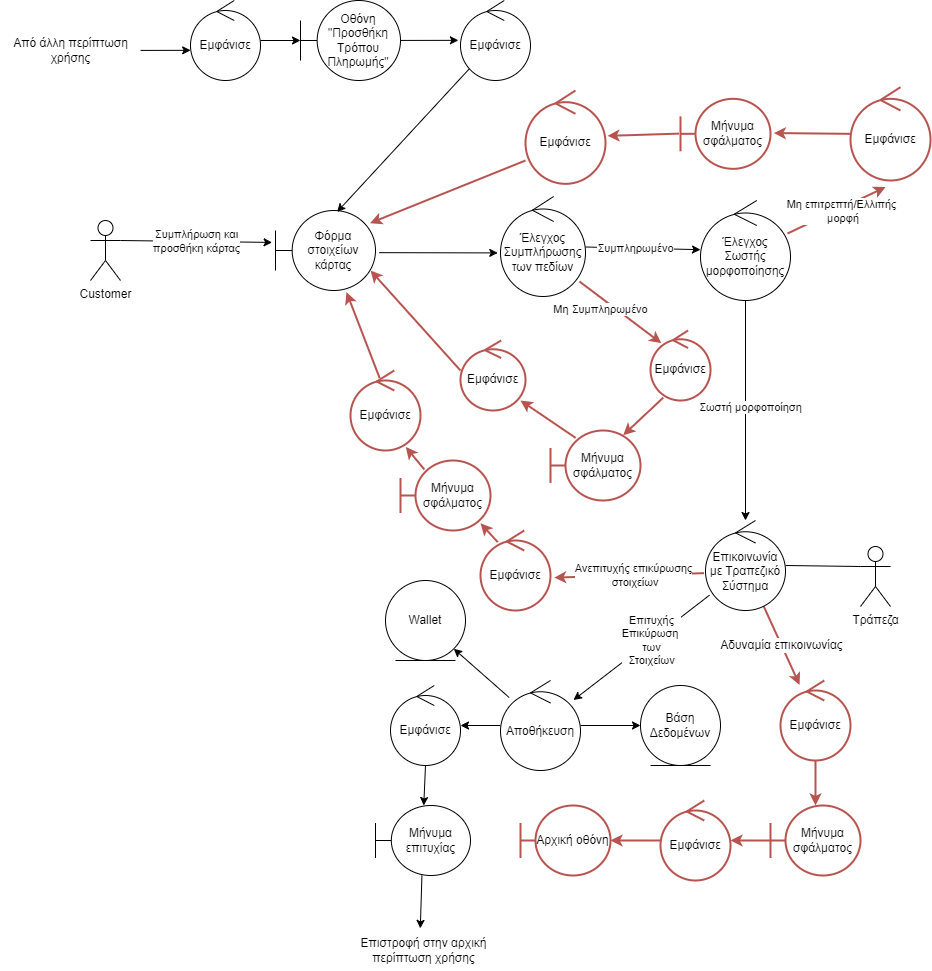 Από άλλη περίπτωση
χρήσης
Εμφάνισε
Οθόνη
"Προσθήκη
Τρόπου
Πληρωμής"
Εμφάνισε
Εμφάνισε
Μήνυμα
σφάλματος
Εμφάνισε
Μη επιτρεπτή/Ελλιπής
μορφή
Customer
Συμπλήρωση και
προσθήκη κάρτας
Φόρμα
στοιχείων
κάρτας
Έλεγχος
Συμπλήρωσης
των πεδίων
Συμπληρωμένο
Έλεγχος
Σωστής
μορφοποίησης
Μη Συμπληρωμένο
Εμφάνισε
Εμφάνισε
Μήνυμα
σφάλματος
Σωστή μορφοποίηση
Εμφάνισε
Μήνυμα
σφάλματος
Εμφάνισε
Ανεπιτυχής επικύρωσης
στοιχείων
Επικοινωνία
με Τραπεζικό
Σύστημα
Τράπεζα
Wallet
Επιτυχής
Επικύρωση
των
Στοιχείων
Αδυναμία επικοινωνίας
Εμφάνισε
Αποθήκευση
Βάση
Δεδομένων
Εμφάνισε
Μήνυμα
επιτυχίας
Αρχική οθόνη
Εμφάνισε
Μήνυμα
σφάλματος
Επιστροφή στην αρχική
περίπτωση χρήσης